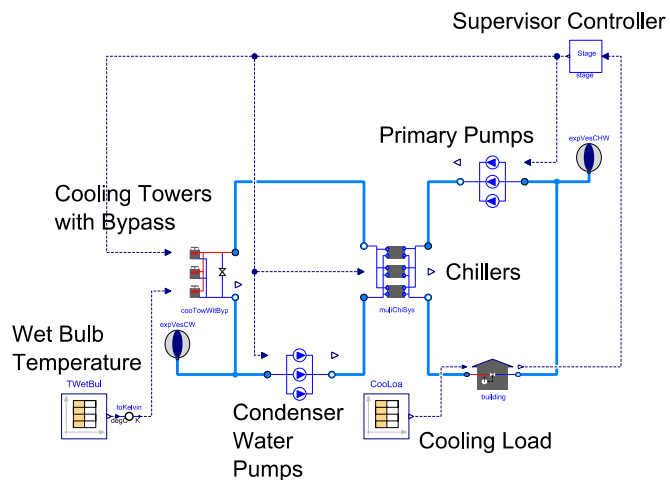 Supervisor Controller
Stage
stage
Primary Pumps
expVesCHW
Cooling Towers
with Bypass
cooTowWitByp
Chillers
mulChiSys
expVesCW
Wet Bulb
Temperature
TWetBul
toKelvin
degC K
Condenser
Water
Pumps
CooLoa
Cooling Load
building